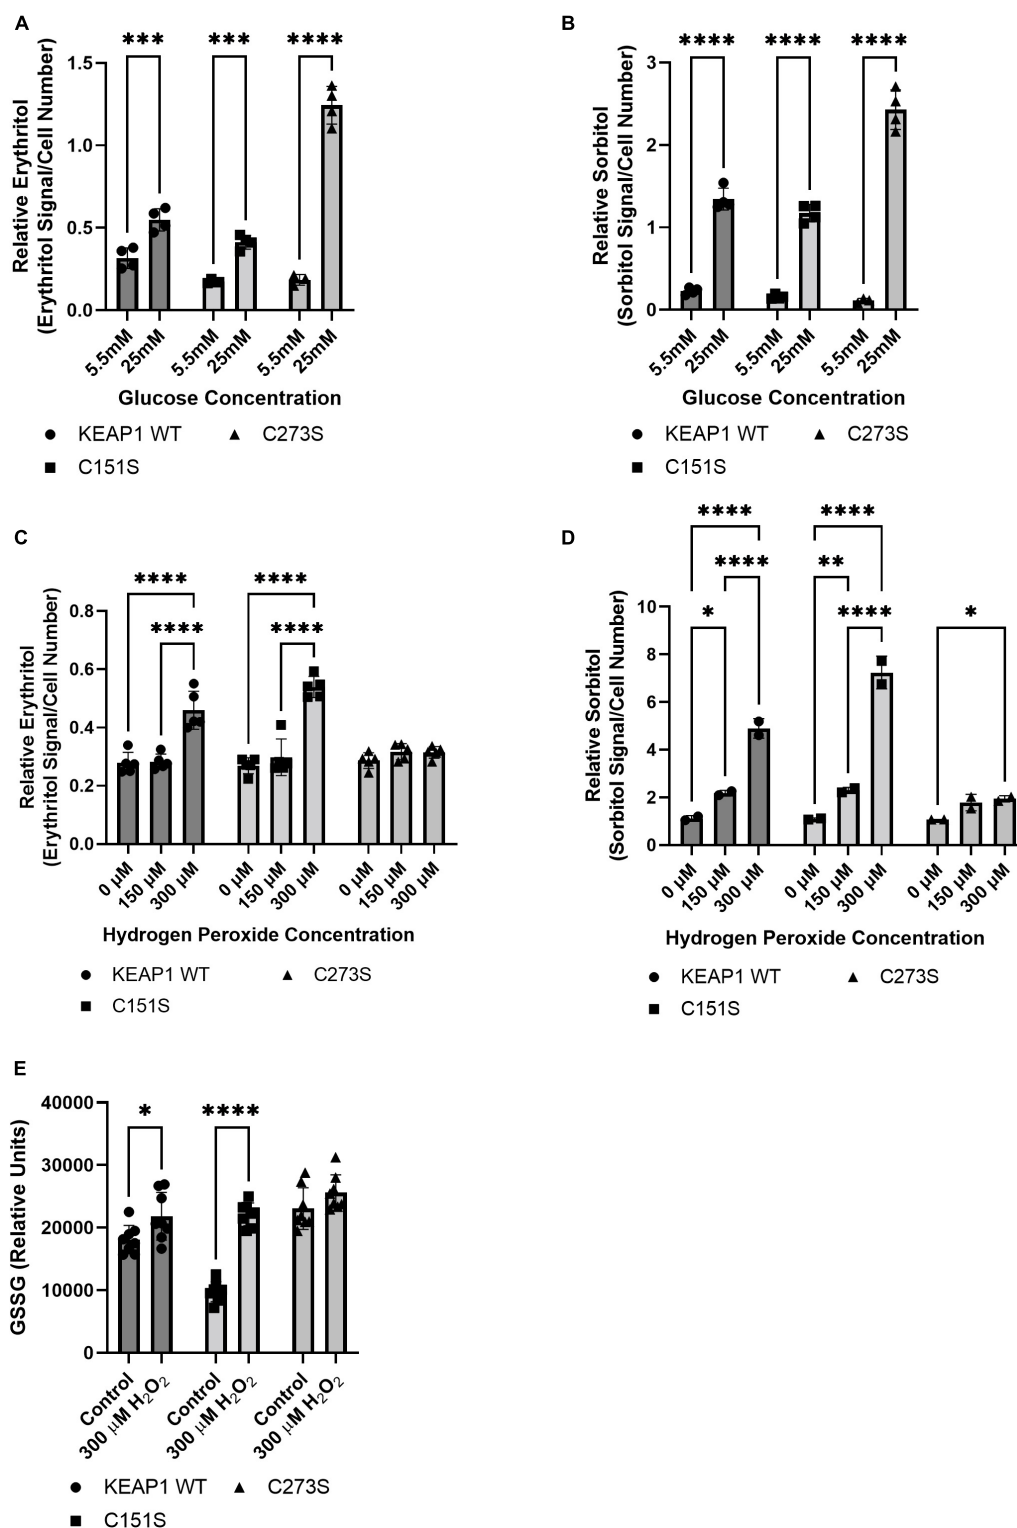 A
*** *** ****
1.5
1.0
0.5
0.0
Relative Erythritol
(Erythritol Signal/Cell Number)
5.5mM 25mM 5.5mM 25mM 5.5mM 25mM
Glucose Concentration
KEAP1 WT C273S
C151S
B
**** **** ****
3
2
1
0
Relative Sorbitol
(Sorbitol Signal/Cell Number)
5.5mM 25mM 5.5mM 25mM 5.5mM 25mM
Glucose Concentration
KEAP1 WT C273S
C151S
C
**** ****
**** ****
0.8
0.6
0.4
0.2
0.0
Relative Erythritol
(Erythritol Signal/Cell Number)
0 µM 150 µM 300 µM 0 µM 150 µM 300 µM 0 µM 150 µM 300 µM
Hydrogen Peroxide Concentration
KEAP1 WT C273S
C151S
D
**** ****
**** **
* **** *
10
8
6
4
2
0
Relative Sorbitol
(Sorbitol Signal/Cell Number)
0 µM 150 µM 300 µM 0 µM 150 µM 300 µM 0 µM 150 µM 300 µM
Hydrogen Peroxide Concentration
KEAP1 WT C273S
C151S
E
* ****
40000
30000
20000
10000
0
GSSG (Relative Units)
Control 300 µM H₂O₂ Control 300 µM H₂O₂ Control 300 µM H₂O₂
KEAP1 WT C273S
C151S